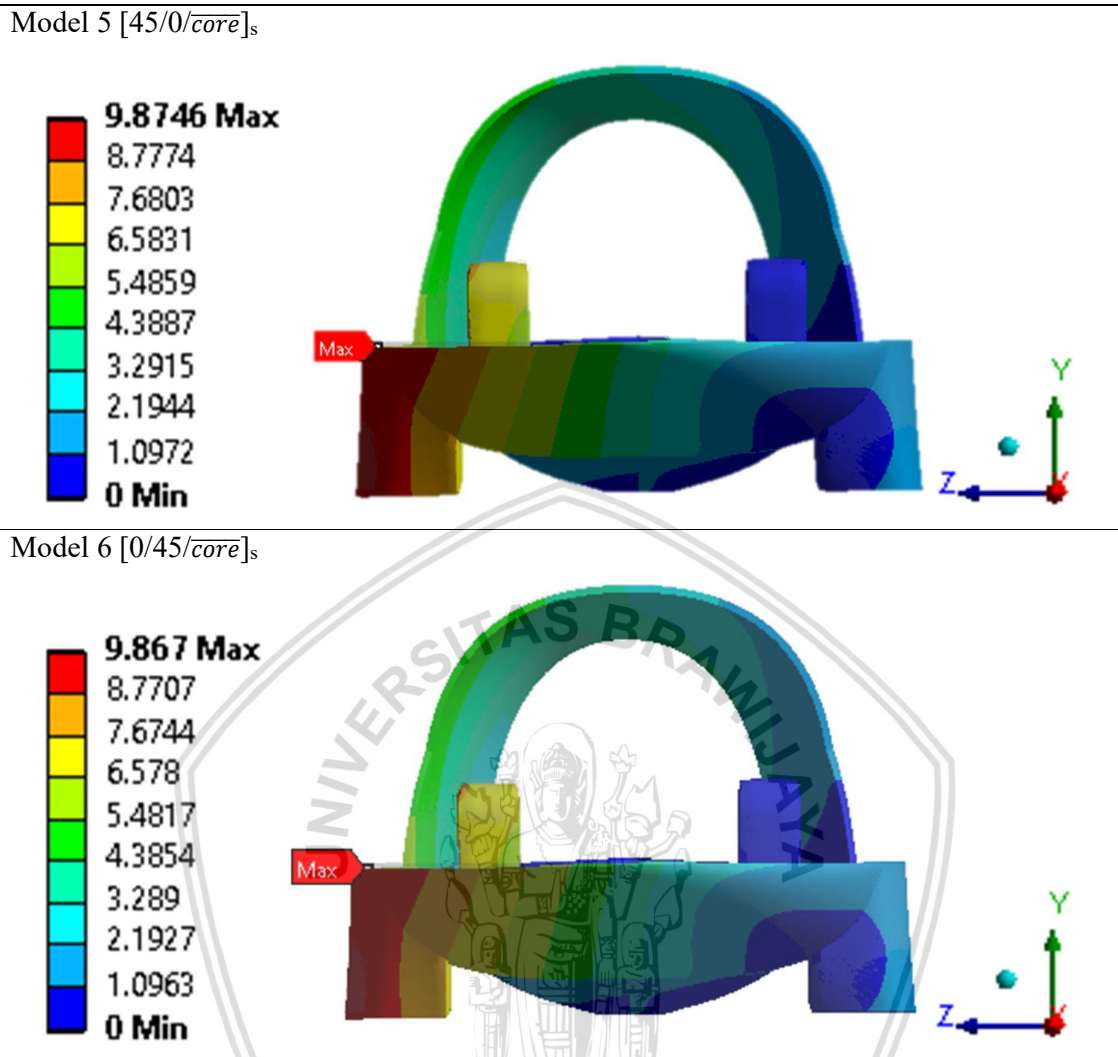 Model 5 [45/0/c̅o̅r̅e̅]ₛ
9.8746 Max
8.7774
7.6803
6.5831
5.4859
4.3887
3.2915
2.1944
1.0972
0 Min
Max
Y
Z
X
Model 6 [0/45/c̅o̅r̅e̅]ₛ
9.867 Max
8.7707
7.6744
6.578
5.4817
4.3854
3.289
2.1927
1.0963
0 Min
Max
Y
Z
X
UNIVERSITAS BRAWIJAYA